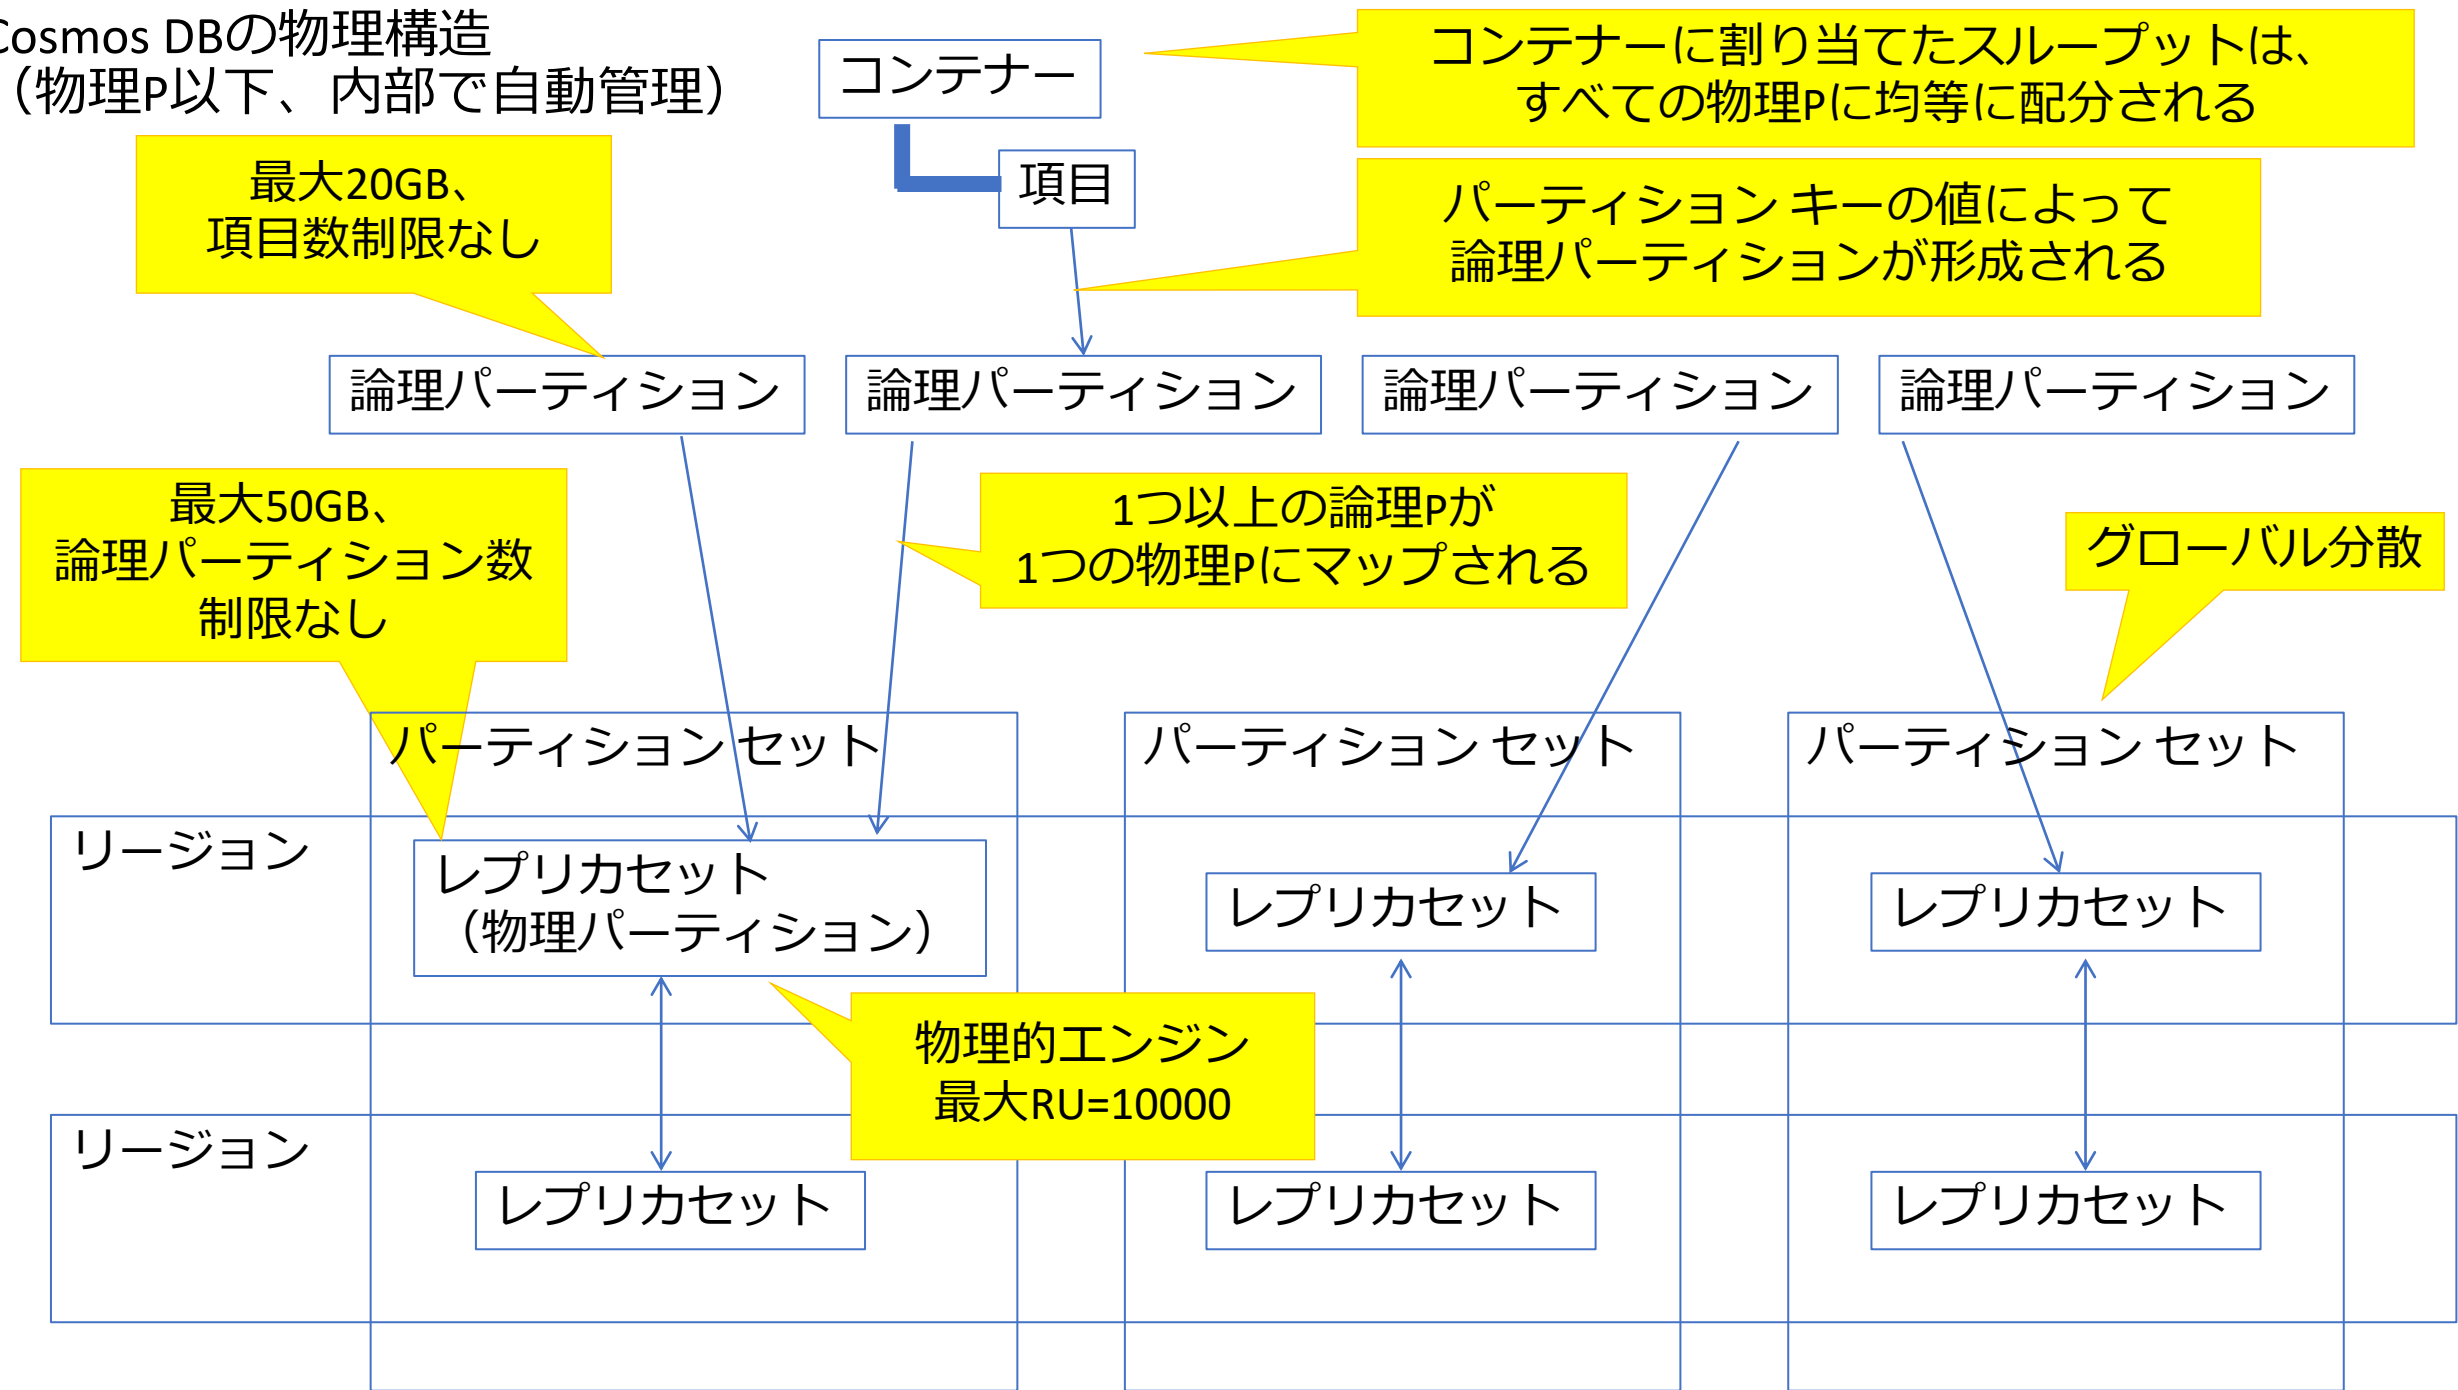 Cosmos DBの物理構造
（物理P以下、内部で自動管理）
コンテナー
コンテナーに割り当てたスループットは、
すべての物理Pに均等に配分される
項目
最大20GB、
項目数制限なし
パーティション キーの値によって
論理パーティションが形成される
論理パーティション
論理パーティション
論理パーティション
論理パーティション
最大50GB、
論理パーティション数
制限なし
1つ以上の論理Pが
1つの物理Pにマップされる
グローバル分散
パーティション セット
パーティション セット
パーティション セット
リージョン
レプリカセット
（物理パーティション）
レプリカセット
レプリカセット
物理的エンジン
最大RU=10000
リージョン
レプリカセット
レプリカセット
レプリカセット